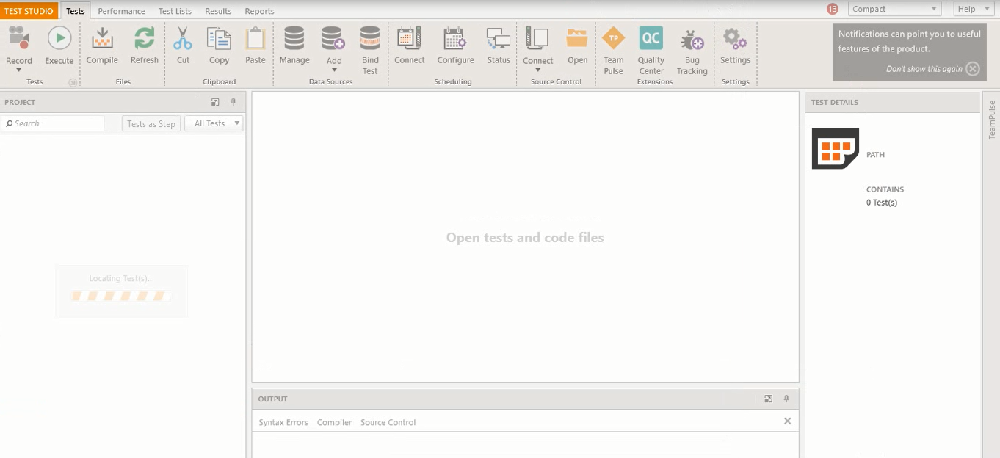 TEST STUDIO Tests Performance Test Lists Results Reports 13 Compact Help
Record Execute Compile Refresh Cut Copy Paste Manage Add Bind Test Connect Configure Status Connect Open Team Pulse QC Quality Center Bug Tracking Settings
TP
Tests Files Clipboard Data Sources Scheduling Source Control Extensions Settings
Notifications can point you to useful
features of the product.
Don't show this again
PROJECT
Search Tests as Step All Tests
Locating Test(s)...
Open tests and code files
OUTPUT
Syntax Errors Compiler Source Control
TEST DETAILS
PATH
CONTAINS
0 Test(s)
TeamPulse